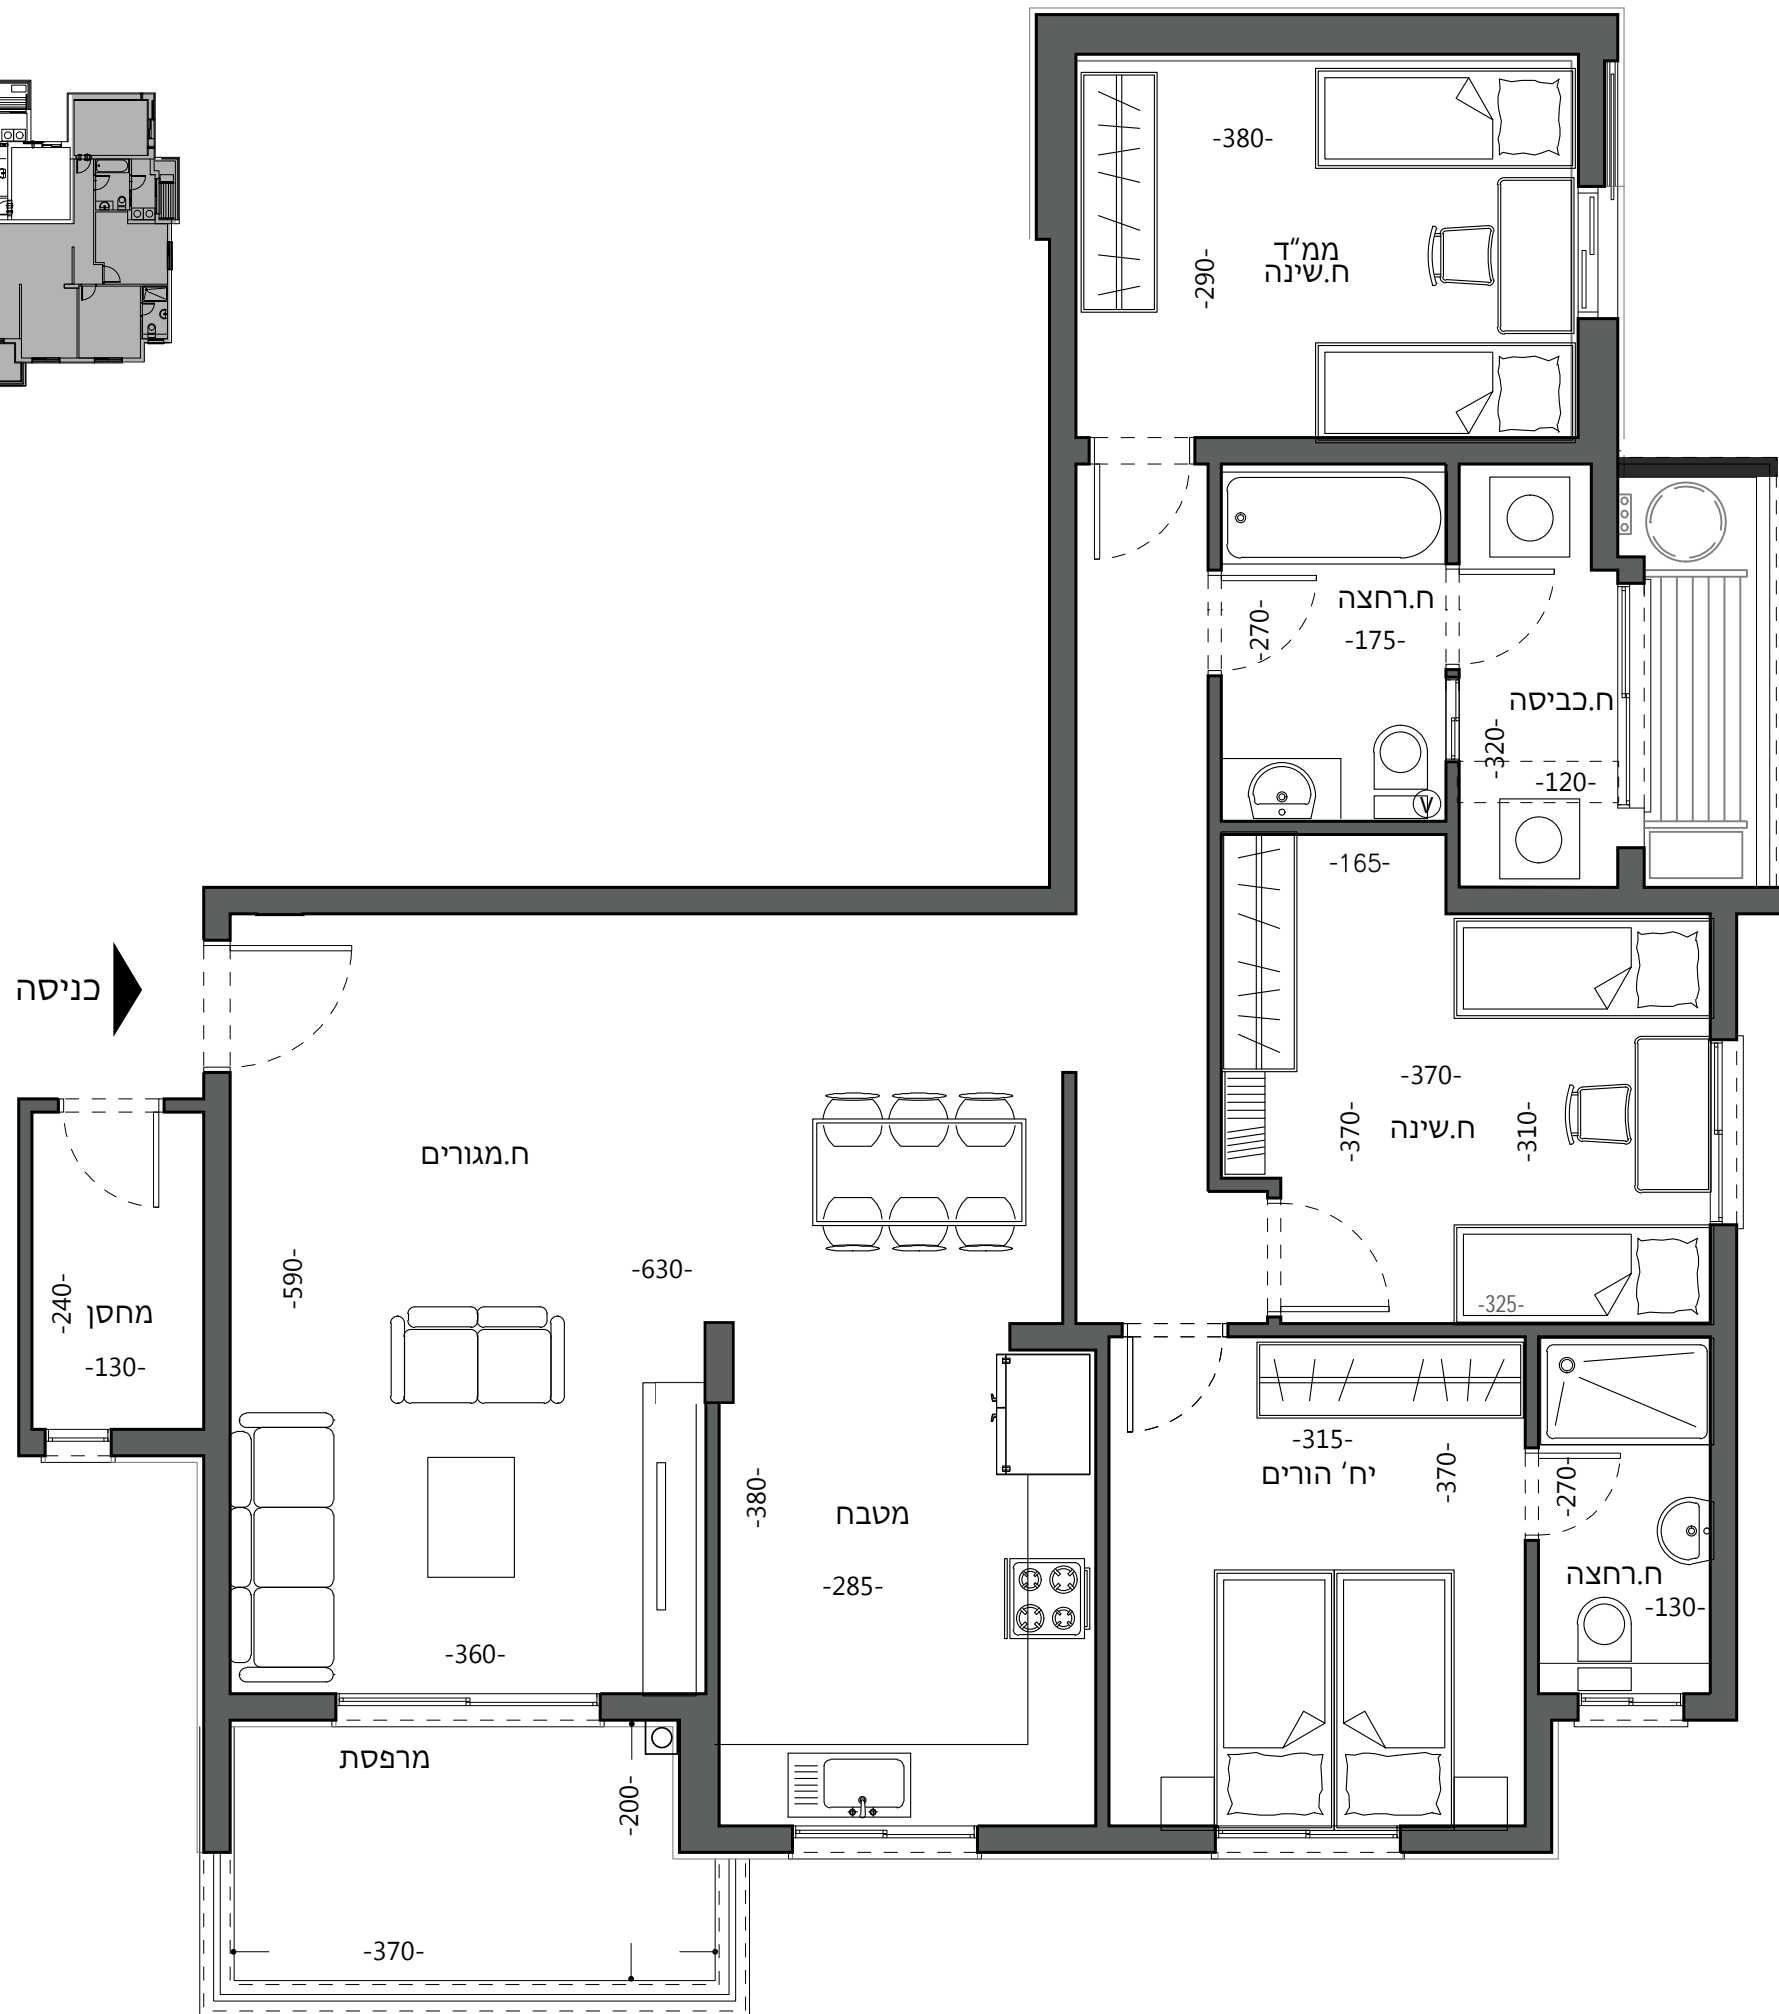 -380-
-290-
ממ“ד
ח.שינה
ח.רחצה
-270-
-175-
ח.כביסה
-320-
-120-
V
-165-
כניסה
-370-
-370-
ח.שינה
-310-
-325-
ח.מגורים
-590-
-630-
-240-
מחסן
-130-
-315-
יח' הורים
-370-
-270-
ח.רחצה
-130-
-380-
מטבח
-285-
-360-
מרפסת
-200-
-370-